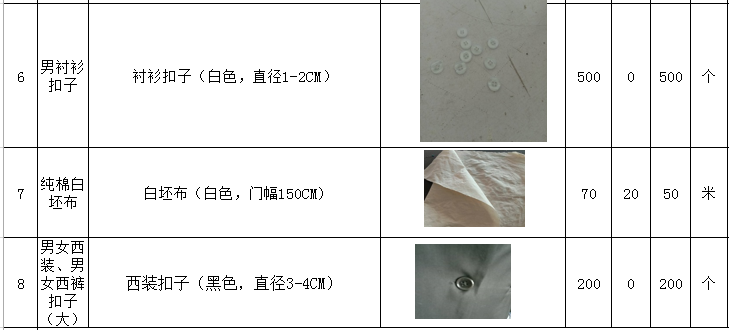 6 男衬衫扣子 衬衫扣子（白色，直径1-2CM） 500 0 500 个
7 纯棉白坯布 白坯布（白色，门幅150CM） 70 20 50 米
8 男女西装、男女西裤扣子（大） 西装扣子（黑色，直径3-4CM） 200 0 200 个